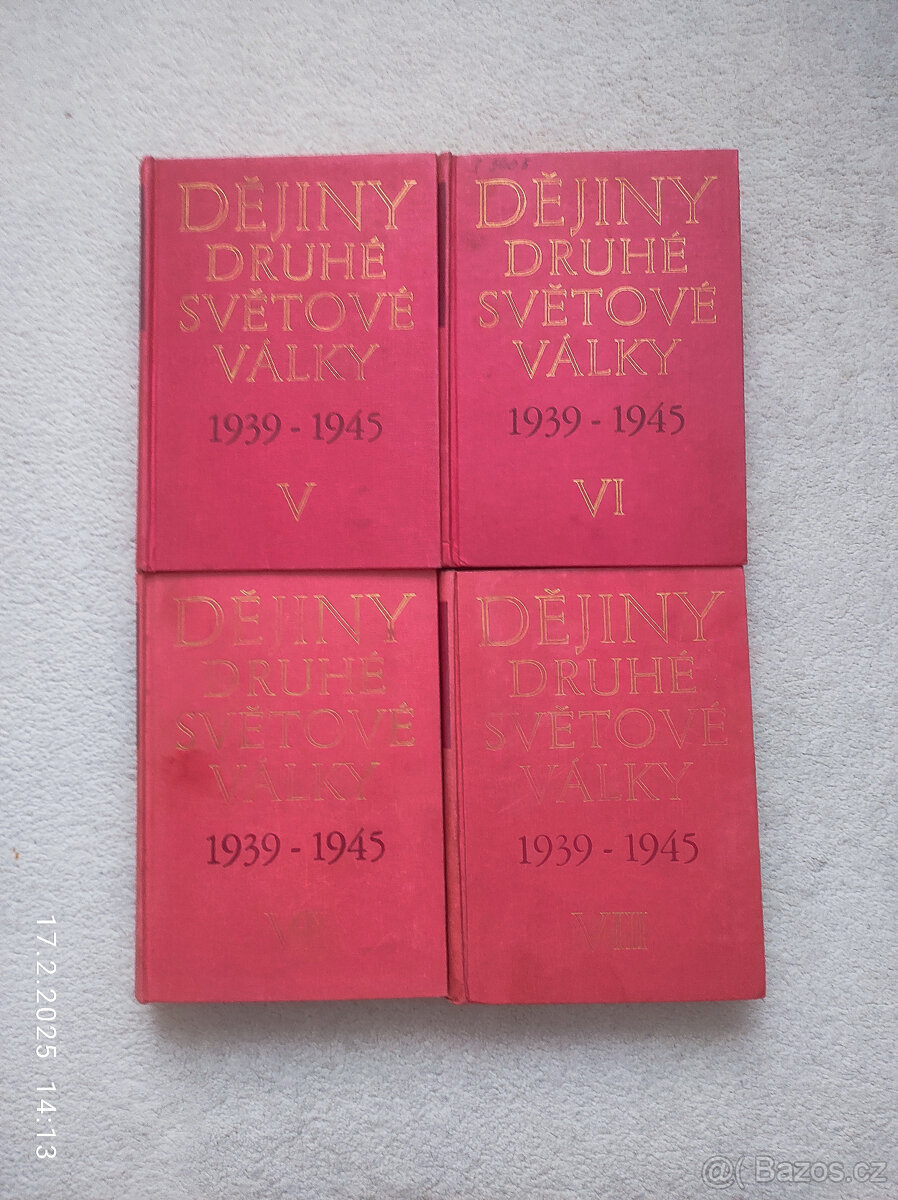 DĚJINY
DRUHÉ
SVĚTOVÉ
VÁLKY
1939 - 1945
V
DĚJINY
DRUHÉ
SVĚTOVÉ
VÁLKY
1939 - 1945
VI
DĚJINY
DRUHÉ
SVĚTOVÉ
VÁLKY
1939 - 1945
DĚJINY
DRUHÉ
SVĚTOVÉ
VÁLKY
1939 - 1945
VIII
17.2.2025 14:13
@( Bazos.cz